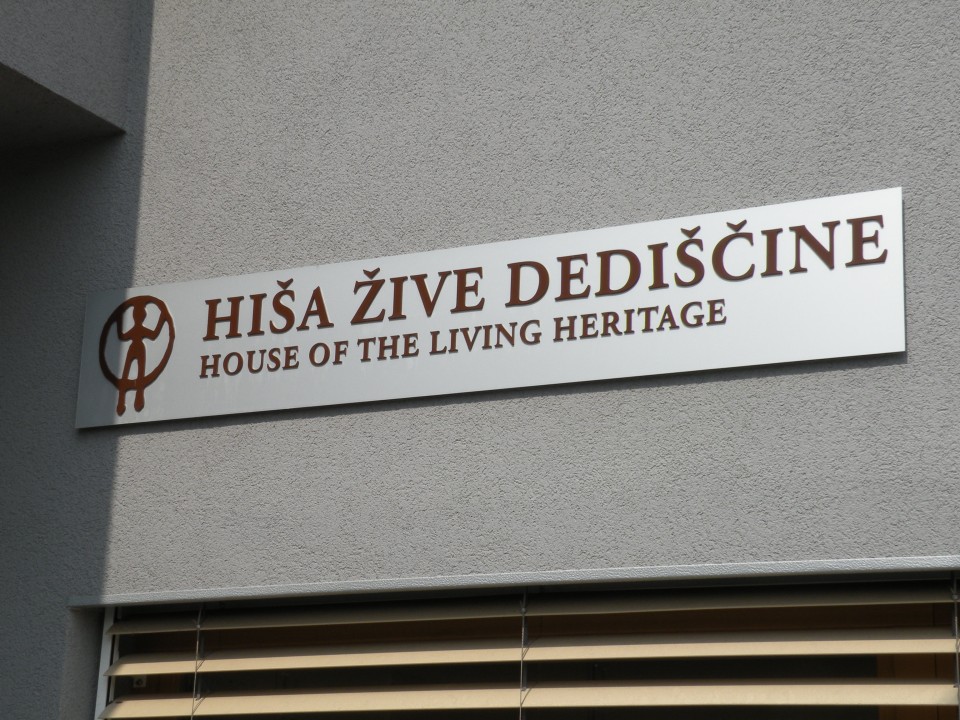 HIŠA ŽIVE DEDIŠČINE
HOUSE OF THE LIVING HERITAGE